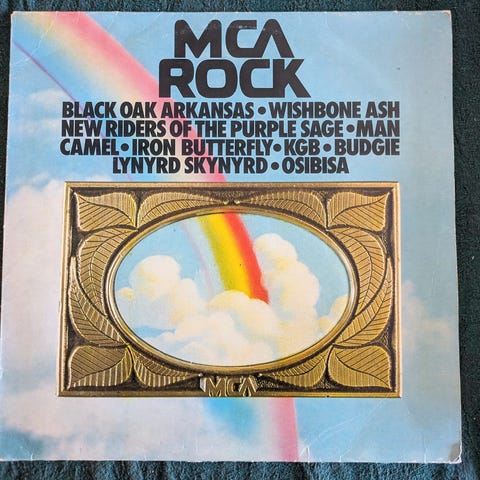 MCA
ROCK
BLACK OAK ARKANSAS • WISHBONE ASH
NEW RIDERS OF THE PURPLE SAGE • MAN
CAMEL • IRON BUTTERFLY • KGB • BUDGIE
LYNYRD SKYNYRD • OSIBISA
MCA